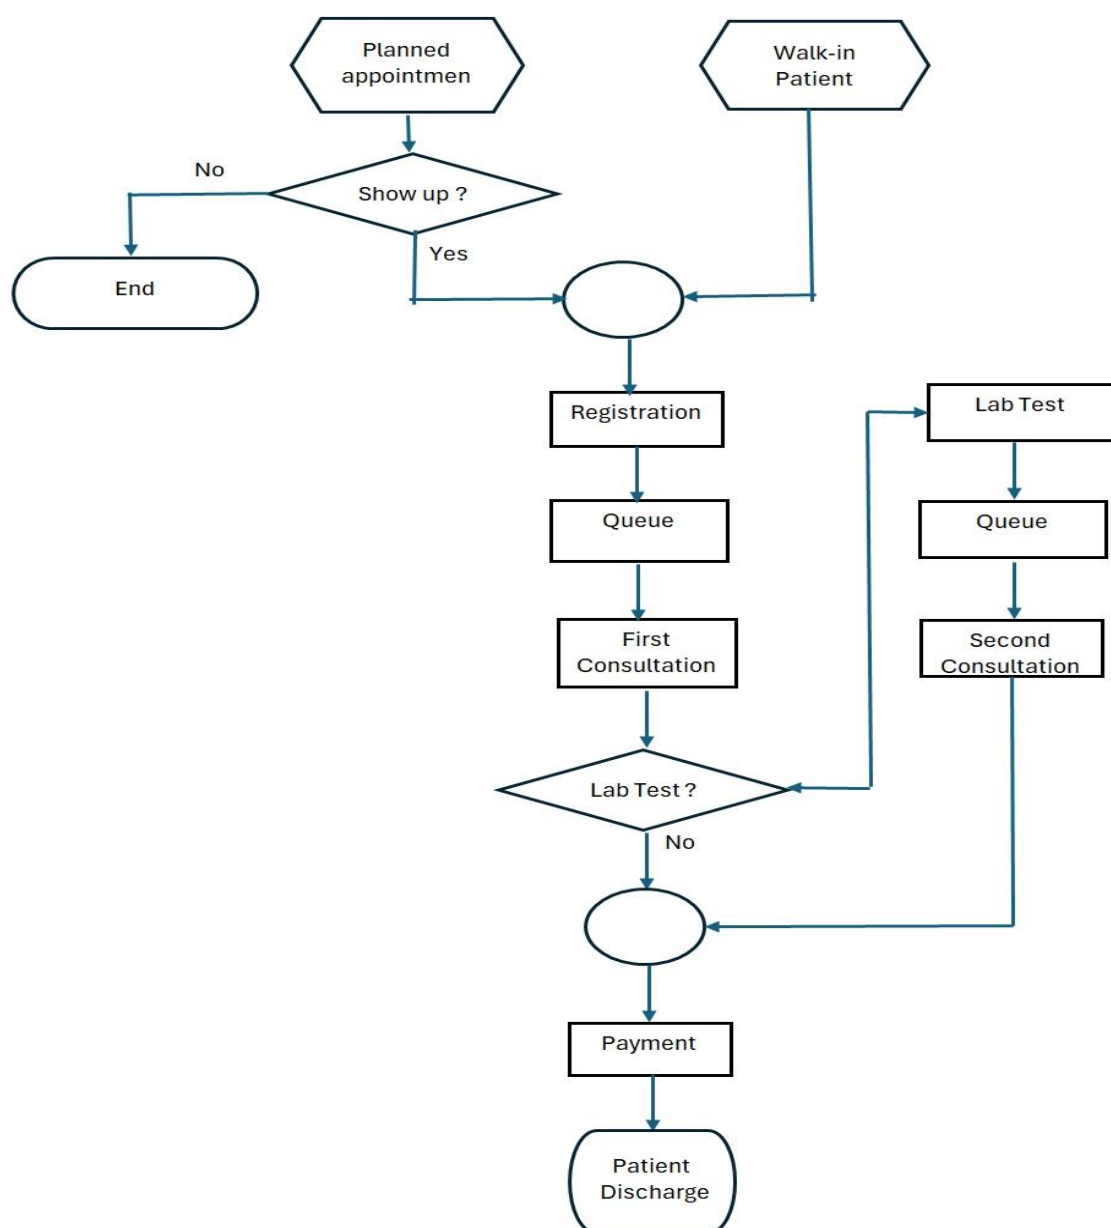 Planned
appointmen
Walk-in
Patient
No
Show up ?
Yes
End
Registration
Lab Test
Queue
Queue
First
Consultation
Second
Consultation
Lab Test ?
No
Payment
Patient
Discharge